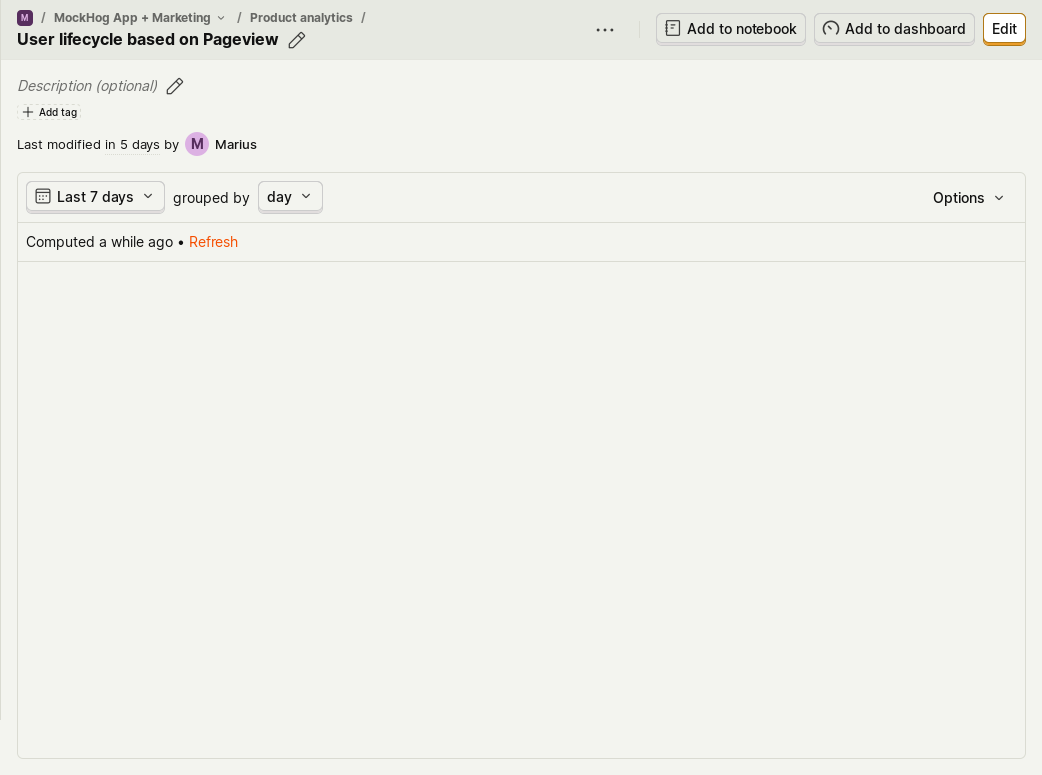 M / MockHog App + Marketing / Product analytics /
User lifecycle based on Pageview
Add to notebook
Add to dashboard
Edit
Description (optional)
Add tag
Last modified in 5 days by M Marius
Last 7 days grouped by day
Options
Computed a while ago • Refresh